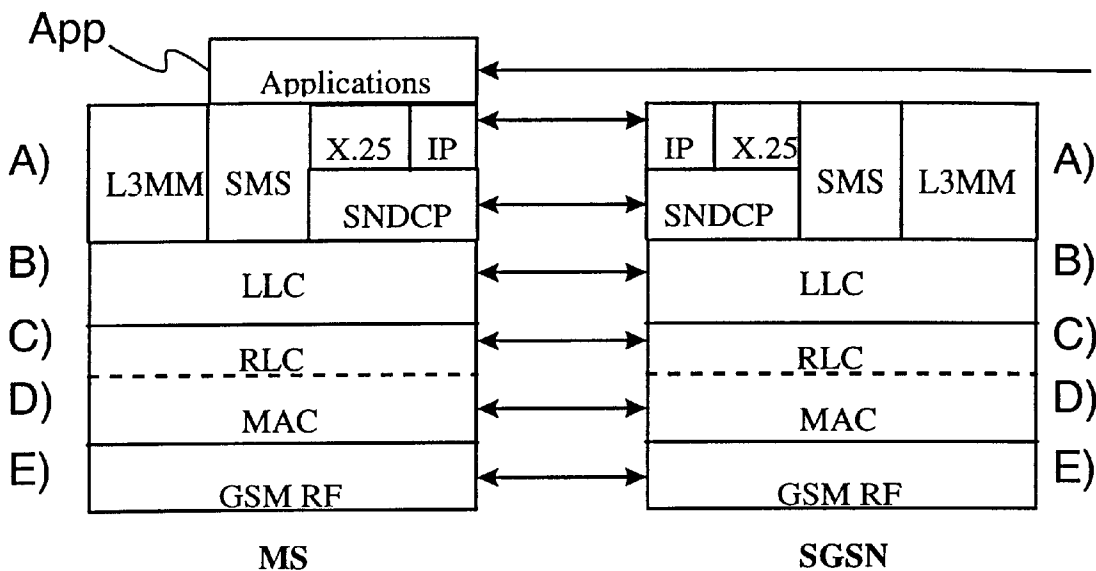 App
Applications
A) L3MM SMS X.25 IP IP X.25 SMS L3MM A)
SNDCP SNDCP
B) LLC LLC B)
C) RLC RLC C)
D) MAC MAC D)
E) GSM RF GSM RF E)
MS SGSN